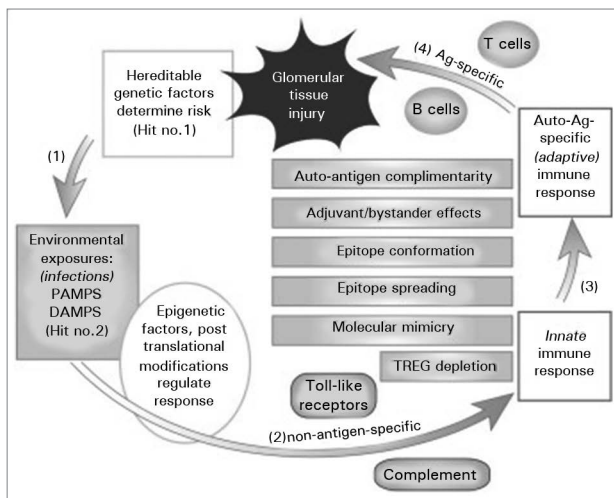 Hereditable
genetic factors
determine risk
(Hit no.1)
Glomerular
tissue
injury
(4) Ag-specific
T cells
B cells
Auto-Ag-
specific
(adaptive)
immune
response
(1)
Environmental
exposures:
(infections)
PAMPS
DAMPS
(Hit no.2)
Epigenetic
factors, post
translational
modifications
regulate
response
Auto-antigen complimentarity
Adjuvant/bystander effects
Epitope conformation
Epitope spreading
Molecular mimicry
TREG depletion
(3)
Innate
immune
response
Toll-like
receptors
(2)non-antigen-specific
Complement